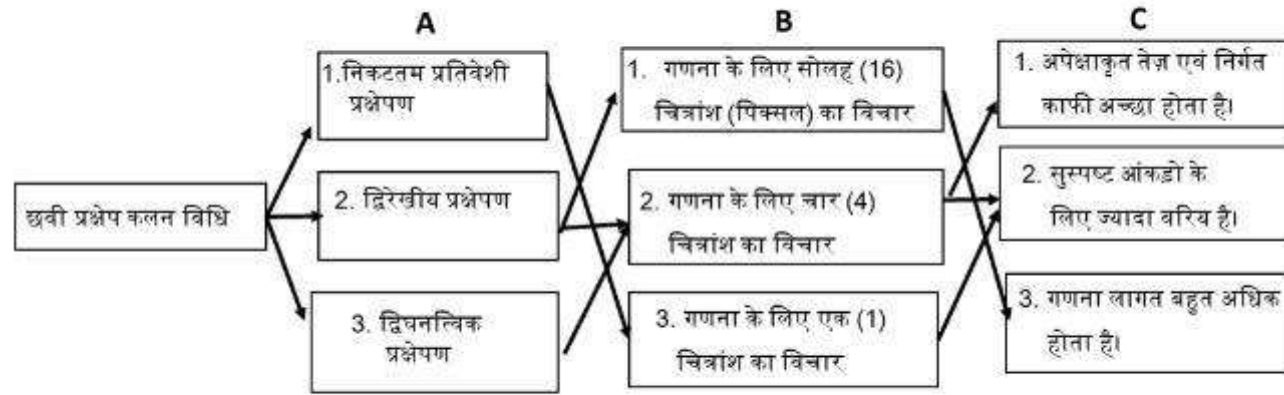 A
B
C
1.निकटतम प्रतिवेशी
प्रक्षेपण
1. गणना के लिए सोलह (16)
चित्रांश (पिक्सल) का विचार
1. अपेक्षाकृत तेज़ एवं निर्गत
काफी अच्छा होता है।
छवी प्रक्षेप कलन विधि
2. द्विरेखीय प्रक्षेपण
2. गणना के लिए चार (4)
चित्रांश का विचार
2. सुस्पष्ट आंकड़ो के
लिए ज्यादा वरिय है।
3. द्विघनत्विक
प्रक्षेपण
3. गणना के लिए एक (1)
चित्रांश का विचार
3. गणना लागत बहुत अधिक
होता है।